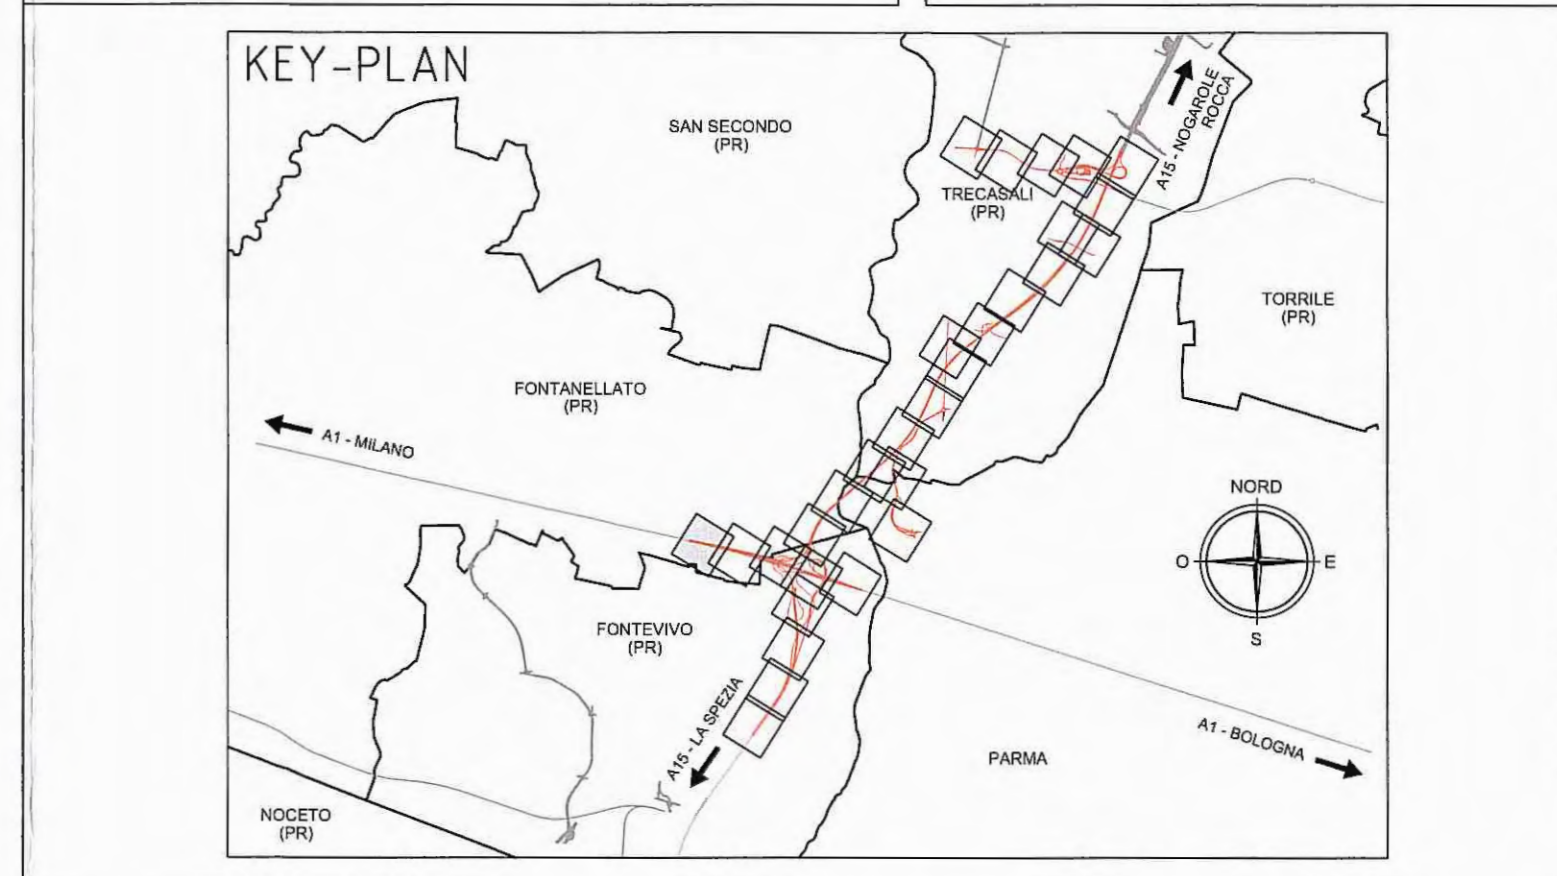 KEY-PLAN
SAN SECONDO
(PR)
A15 - NOGAROLE
ROCCA
TRECASALI
(PR)
TORRILE
(PR)
FONTANELLATO
(PR)
A1 - MILANO
NORD
O
E
S
FONTEVIVO
(PR)
A15 - LA SPEZIA
A1 - BOLOGNA
PARMA
NOCETO
(PR)